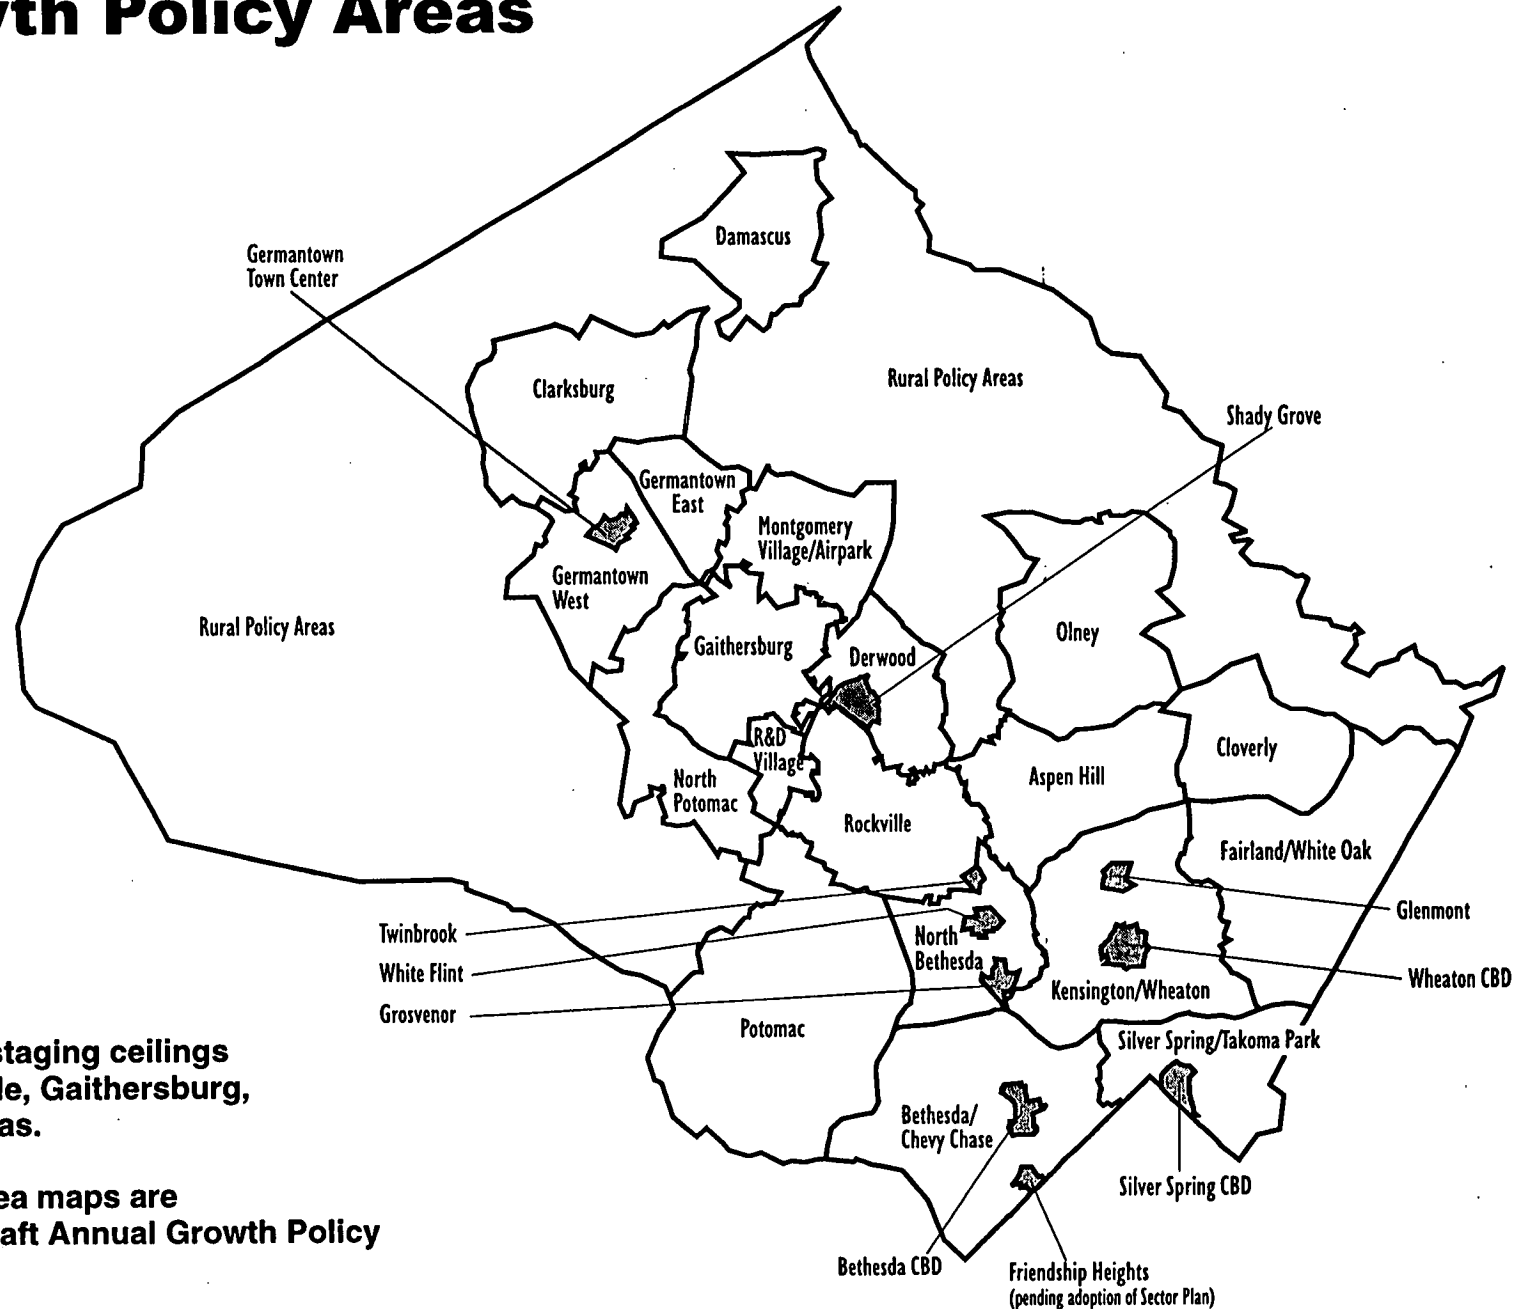 yth Policy Areas
Damascus
Germantown
Town Center
Clarksburg
Rural Policy Areas
Shady Grove
Germantown
East
Montgomery
Village/Airpark
Germantown
West
Rural Policy Areas
Olney
Gaithersburg
Derwood
R&D
Village
Cloverly
North
Potomac
Aspen Hill
Rockville
Fairland/White Oak
Glenmont
Twinbrook
North
Bethesda
White Flint
Wheaton CBD
Kensington/Wheaton
Grosvenor
Potomac
Silver Spring/Takoma Park
staging ceilings
le, Gaithersburg,
as.
Bethesda/
Chevy Chase
Silver Spring CBD
ea maps are
aft Annual Growth Policy
Bethesda CBD
Friendship Heights
(pending adoption of Sector Plan)